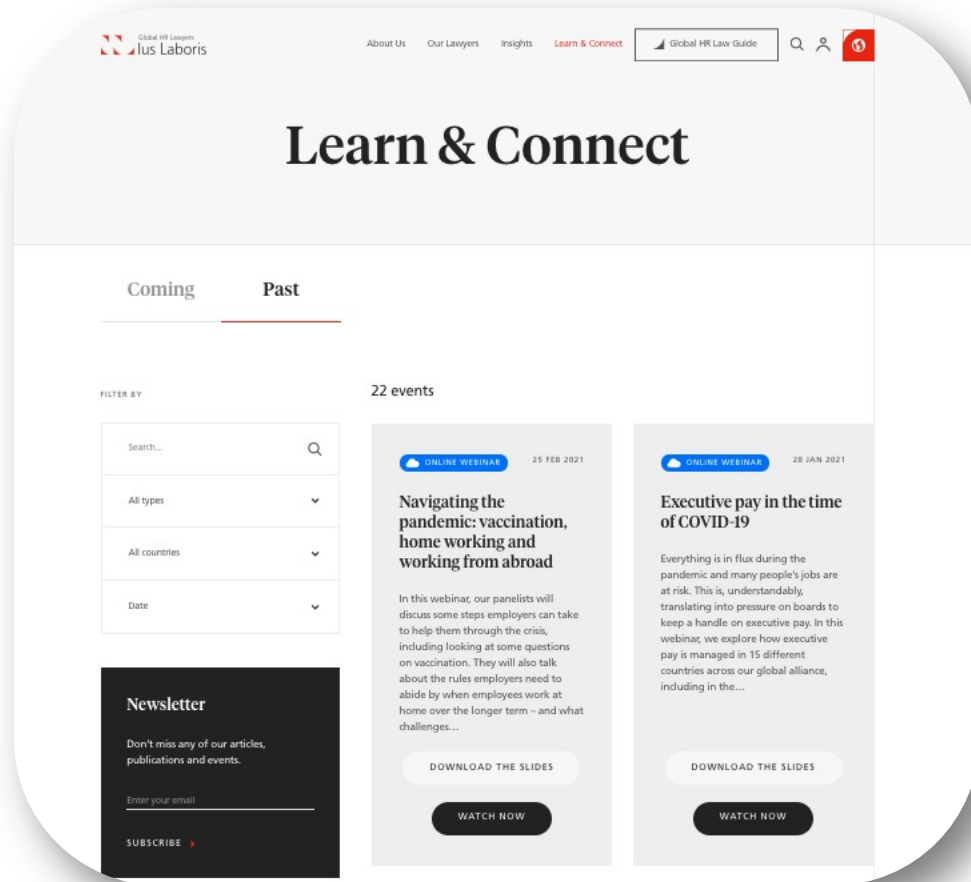 Global HR Lawyers
Ius Laboris
About Us
Our Lawyers
Insights
Learn & Connect
Global HR Law Guide
Learn & Connect
Coming
Past
FILTER BY
Search...
All types
All countries
Date
Newsletter
Don't miss any of our articles,
publications and events.
Enter your email
SUBSCRIBE
22 events
ONLINE WEBINAR
25 FEB 2021
Navigating the
pandemic: vaccination,
home working and
working from abroad
In this webinar, our panelists will
discuss some steps employers can take
to help them through the crisis,
including looking at some questions
on vaccination. They will also talk
about the rules employers need to
abide by when employees work at
home over the longer term – and what
challenges...
DOWNLOAD THE SLIDES
WATCH NOW
ONLINE WEBINAR
28 JAN 2021
Executive pay in the time
of COVID-19
Everything is in flux during the
pandemic and many people's jobs are
at risk. This is, understandably,
translating into pressure on boards to
keep a handle on executive pay. In this
webinar, we explore how executive
pay is managed in 15 different
countries across our global alliance,
including in the...
DOWNLOAD THE SLIDES
WATCH NOW